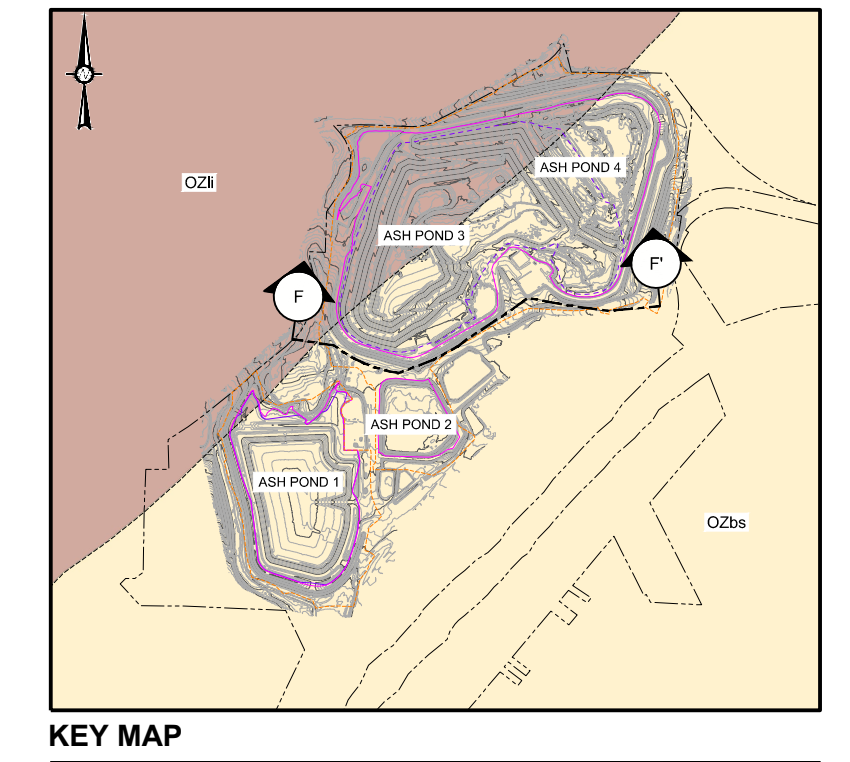 N
OZli
ASH POND 4
ASH POND 3
F'
F
ASH POND 2
ASH POND 1
OZbs
KEY MAP